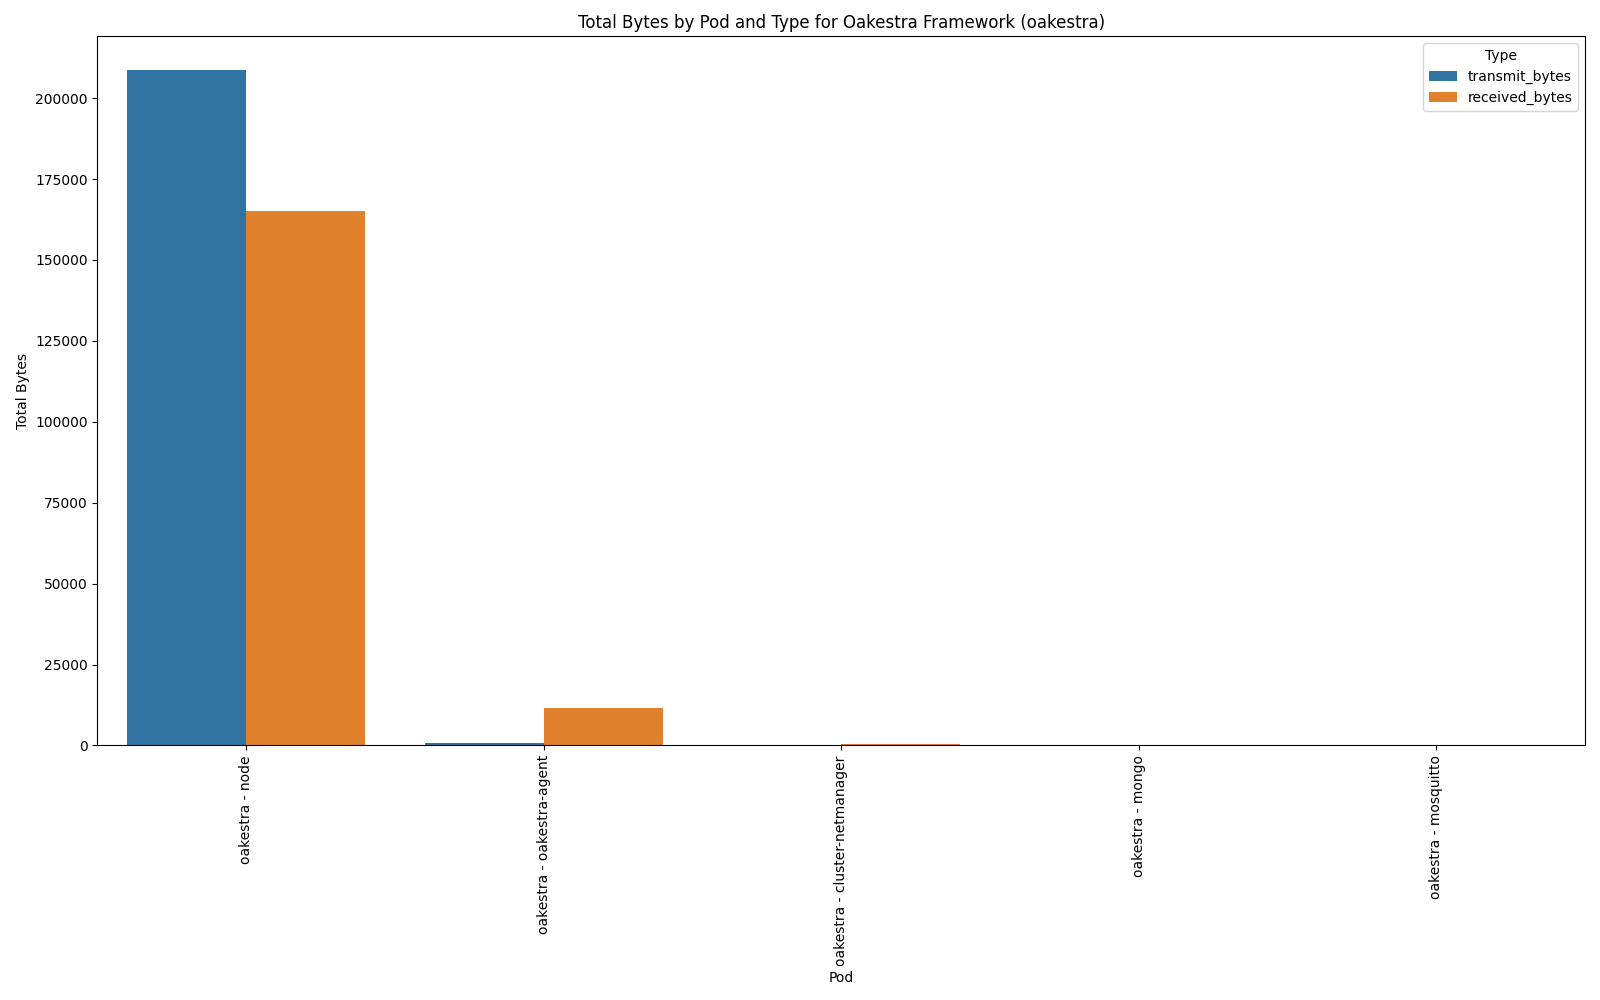 Total Bytes by Pod and Type for Oakestra Framework (oakestra)
Type
transmit_bytes
received_bytes
Total Bytes
200000
175000
150000
125000
100000
75000
50000
25000
0
oakestra - node
oakestra - oakestra-agent
oakestra - cluster-netmanager
oakestra - mongo
oakestra - mosquitto
Pod